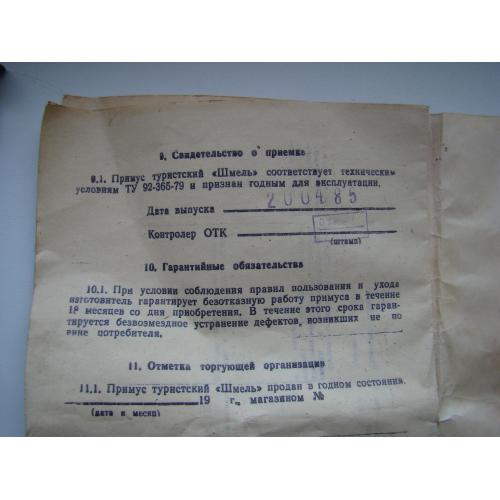 9. Свидетельство о приемке
9.1. Примус туристский «Шмель» соответствует техническим
условиям ТУ 92-365-79 и признан годным для эксплуатации.
Дата выпуска 200485
Контролер ОТК
(штамп)
10. Гарантийные обязательства
10.1. При условии соблюдения правил пользования и ухода
изготовитель гарантирует безотказную работу примуса в течение
18 месяцев со дня приобретения. В течение этого срока гаран-
тируется безвозмездное устранение дефектов, возникших не по
вине потребителя.
11. Отметка торгующей организации
11.1. Примус туристский «Шмель» продан в годном состоянии.
19 г., магазином №
(дата и месяц)